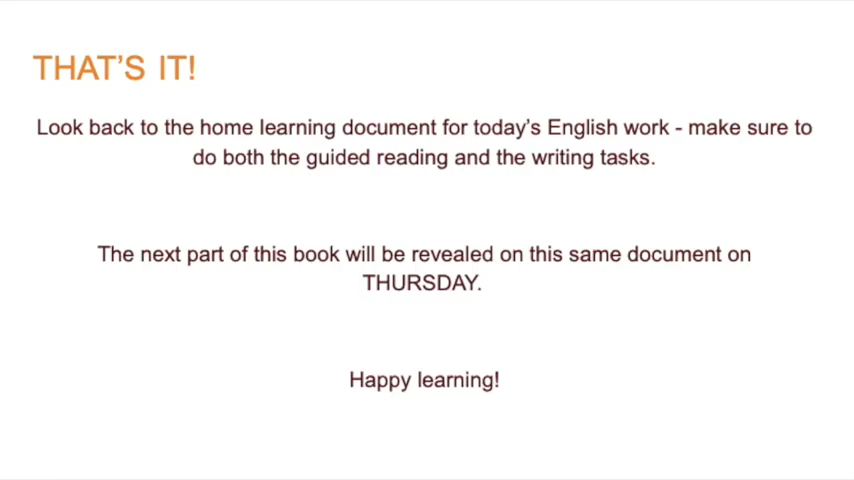 THAT’S IT!
Look back to the home learning document for today’s English work - make sure to
do both the guided reading and the writing tasks.
The next part of this book will be revealed on this same document on
THURSDAY.
Happy learning!